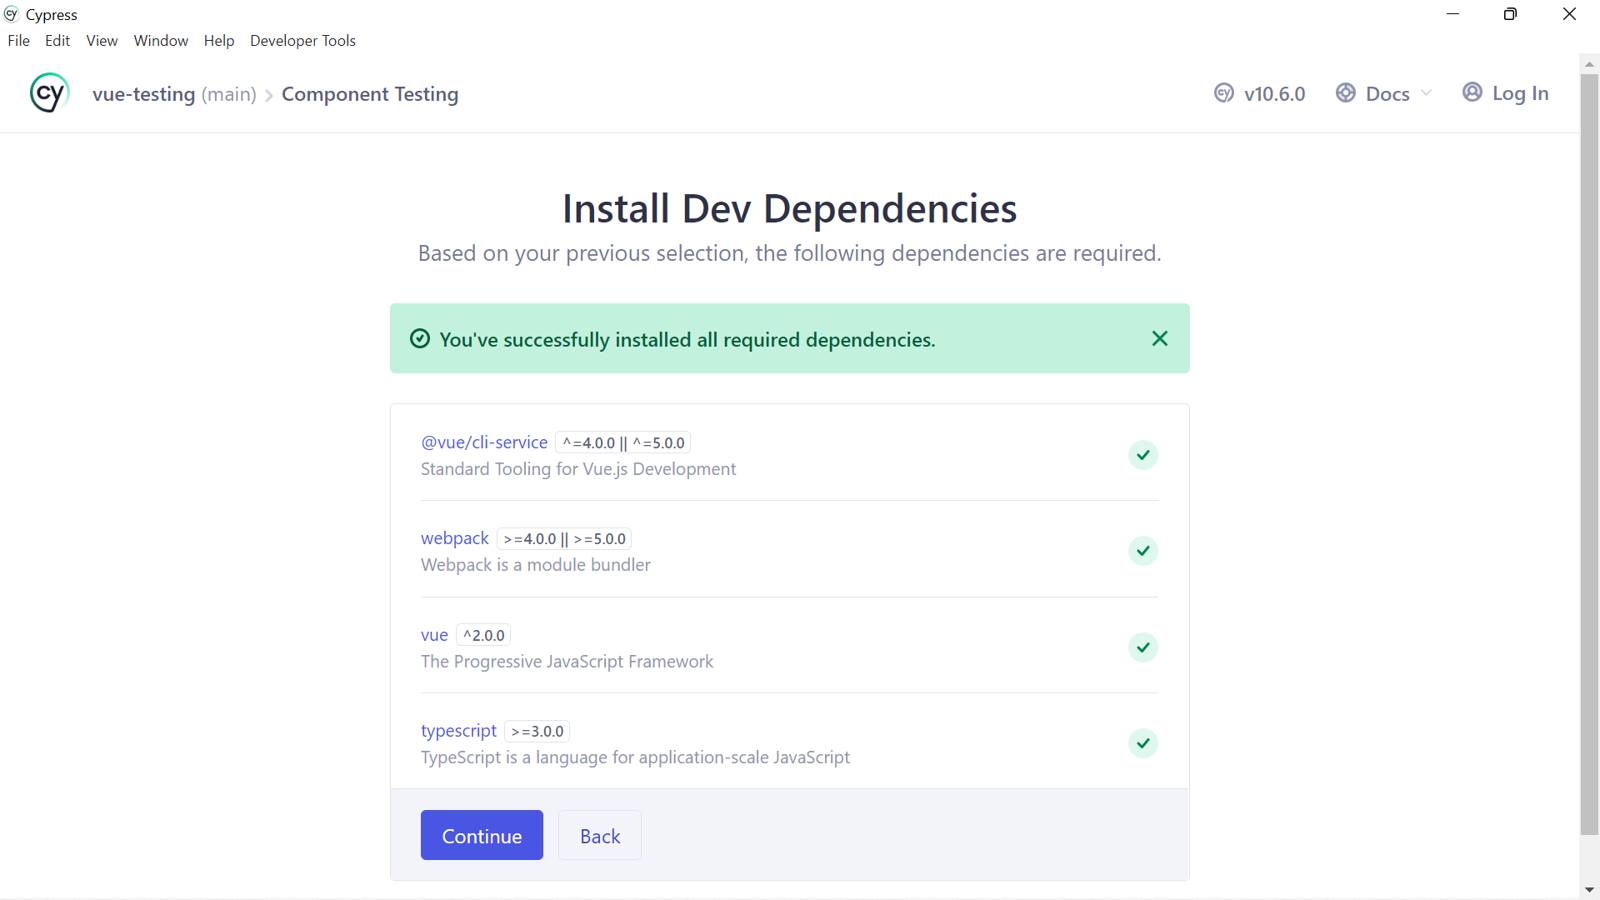 Cypress
File Edit View Window Help Developer Tools
cy vue-testing (main) Component Testing v10.6.0 Docs Log In
Install Dev Dependencies
Based on your previous selection, the following dependencies are required.
You've successfully installed all required dependencies.
@vue/cli-service ^=4.0.0 || ^=5.0.0
Standard Tooling for Vue.js Development
webpack >=4.0.0 || >=5.0.0
Webpack is a module bundler
vue ^2.0.0
The Progressive JavaScript Framework
typescript >=3.0.0
TypeScript is a language for application-scale JavaScript
Continue Back